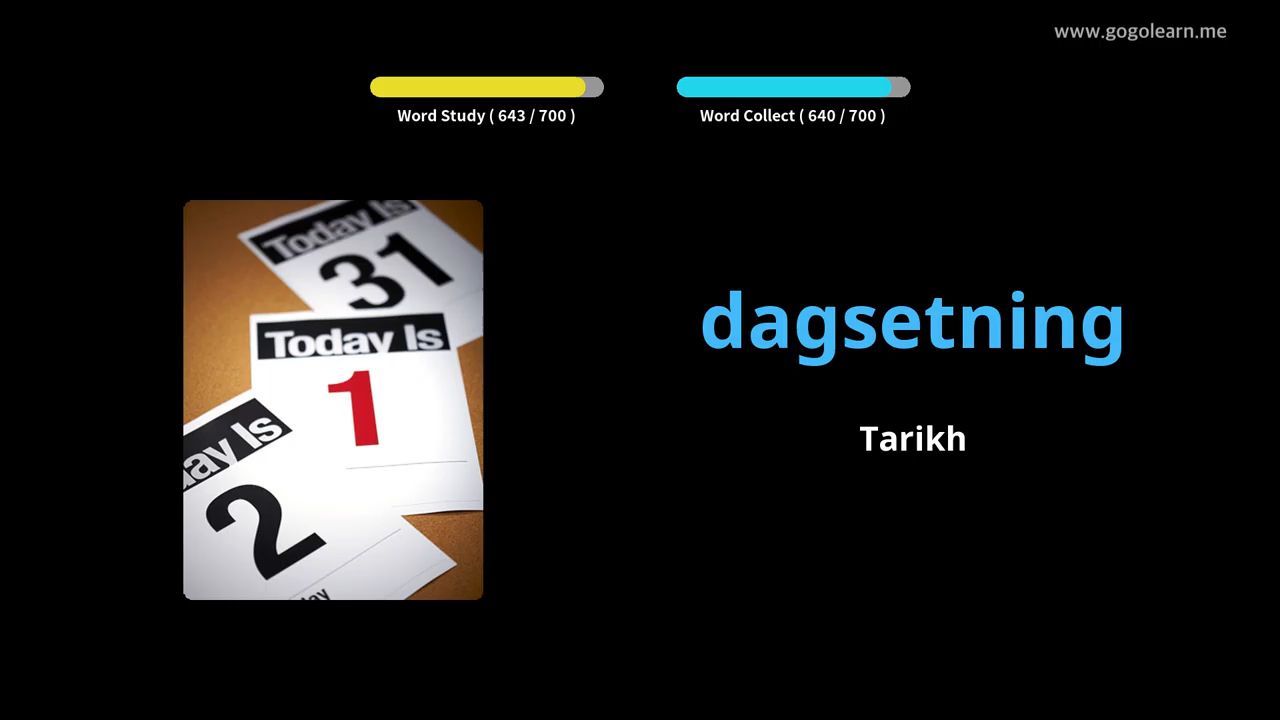 www.gogolearn.me
Word Study ( 643 / 700 )
Word Collect ( 640 / 700 )
Today Is
31
Today Is
1
ay Is
2
dagsetning
Tarikh